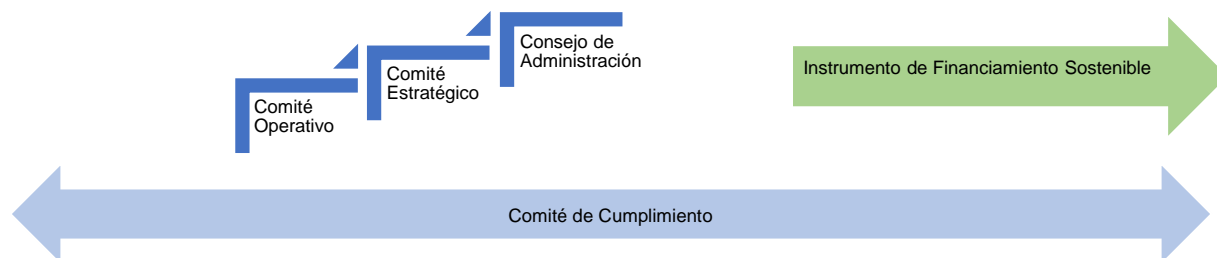 Comité
Operativo
Comité
Estratégico
Consejo de
Administración
Instrumento de Financiamiento Sostenible
Comité de Cumplimiento